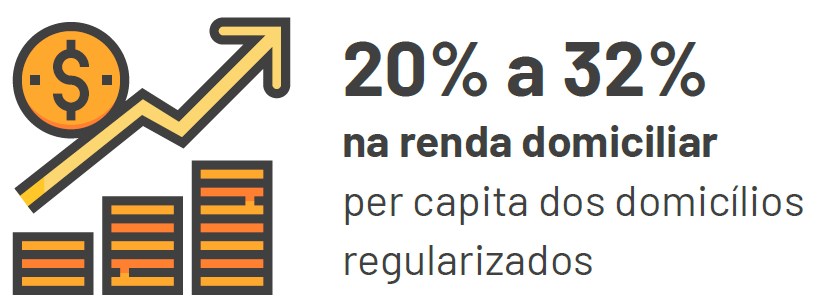 $
20% a 32%
na renda domiciliar
per capita dos domicílios
regularizados